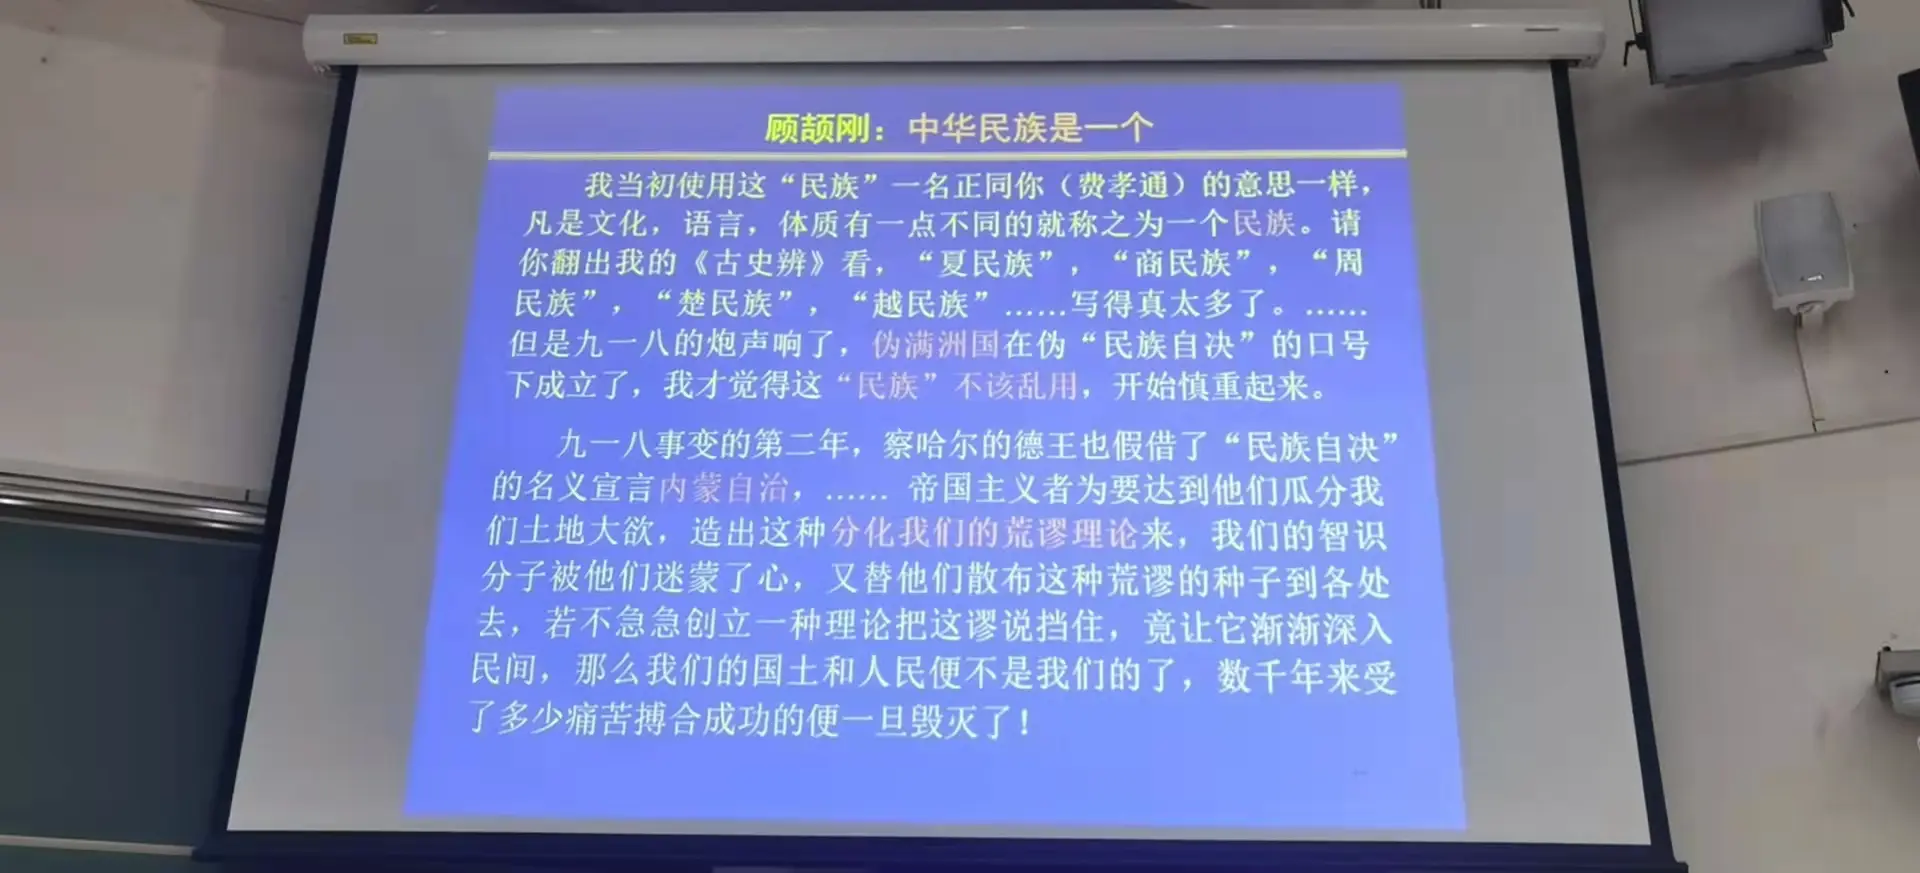 顾颉刚：中华民族是一个
我当初使用这“民族”一名正同你（费孝通）的意思一样，
凡是文化，语言，体质有一点不同的就称之为一个民族。请
你翻出我的《古史辨》看，“夏民族”，“商民族”，“周
民族”，“楚民族”，“越民族”……写得真太多了。……
但是九一八的炮声响了，伪满洲国在伪“民族自决”的口号
下成立了，我才觉得这“民族”不该乱用，开始慎重起来。
九一八事变的第二年，察哈尔的德王也假借了“民族自决”
的名义宣言内蒙自治，…… 帝国主义者为要达到他们瓜分我
们土地大欲，造出这种分化我们的荒谬理论来，我们的智识
分子被他们迷蒙了心，又替他们散布这种荒谬的种子到各处
去，若不急急创立一种理论把这谬说挡住，竟让它渐渐深入
民间，那么我们的国土和人民便不是我们的了，数千年来受
了多少痛苦搏合成功的便一旦毁灭了！